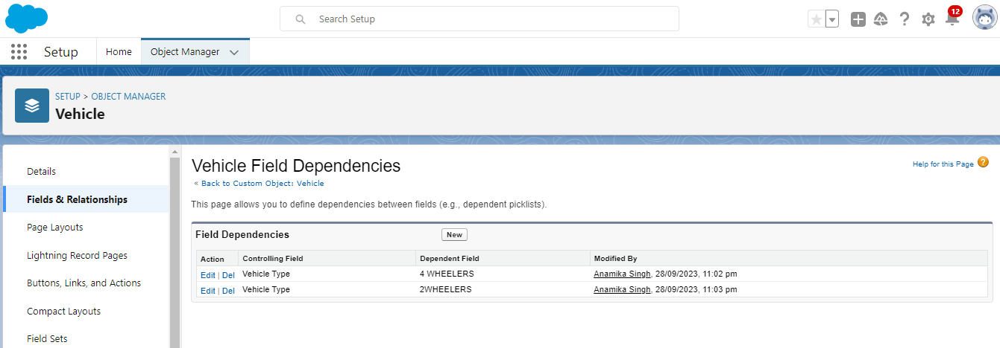 Search Setup
12
Setup Home Object Manager
SETUP > OBJECT MANAGER
Vehicle
Details
Fields & Relationships
Page Layouts
Lightning Record Pages
Buttons, Links, and Actions
Compact Layouts
Field Sets
Vehicle Field Dependencies
Help for this Page ?
« Back to Custom Object: Vehicle
This page allows you to define dependencies between fields (e.g., dependent picklists).
Field Dependencies New
Action Controlling Field Dependent Field Modified By
Edit | Del Vehicle Type 4 WHEELERS Anamika Singh, 28/09/2023, 11:02 pm
Edit | Del Vehicle Type 2WHEELERS Anamika Singh, 28/09/2023, 11:03 pm